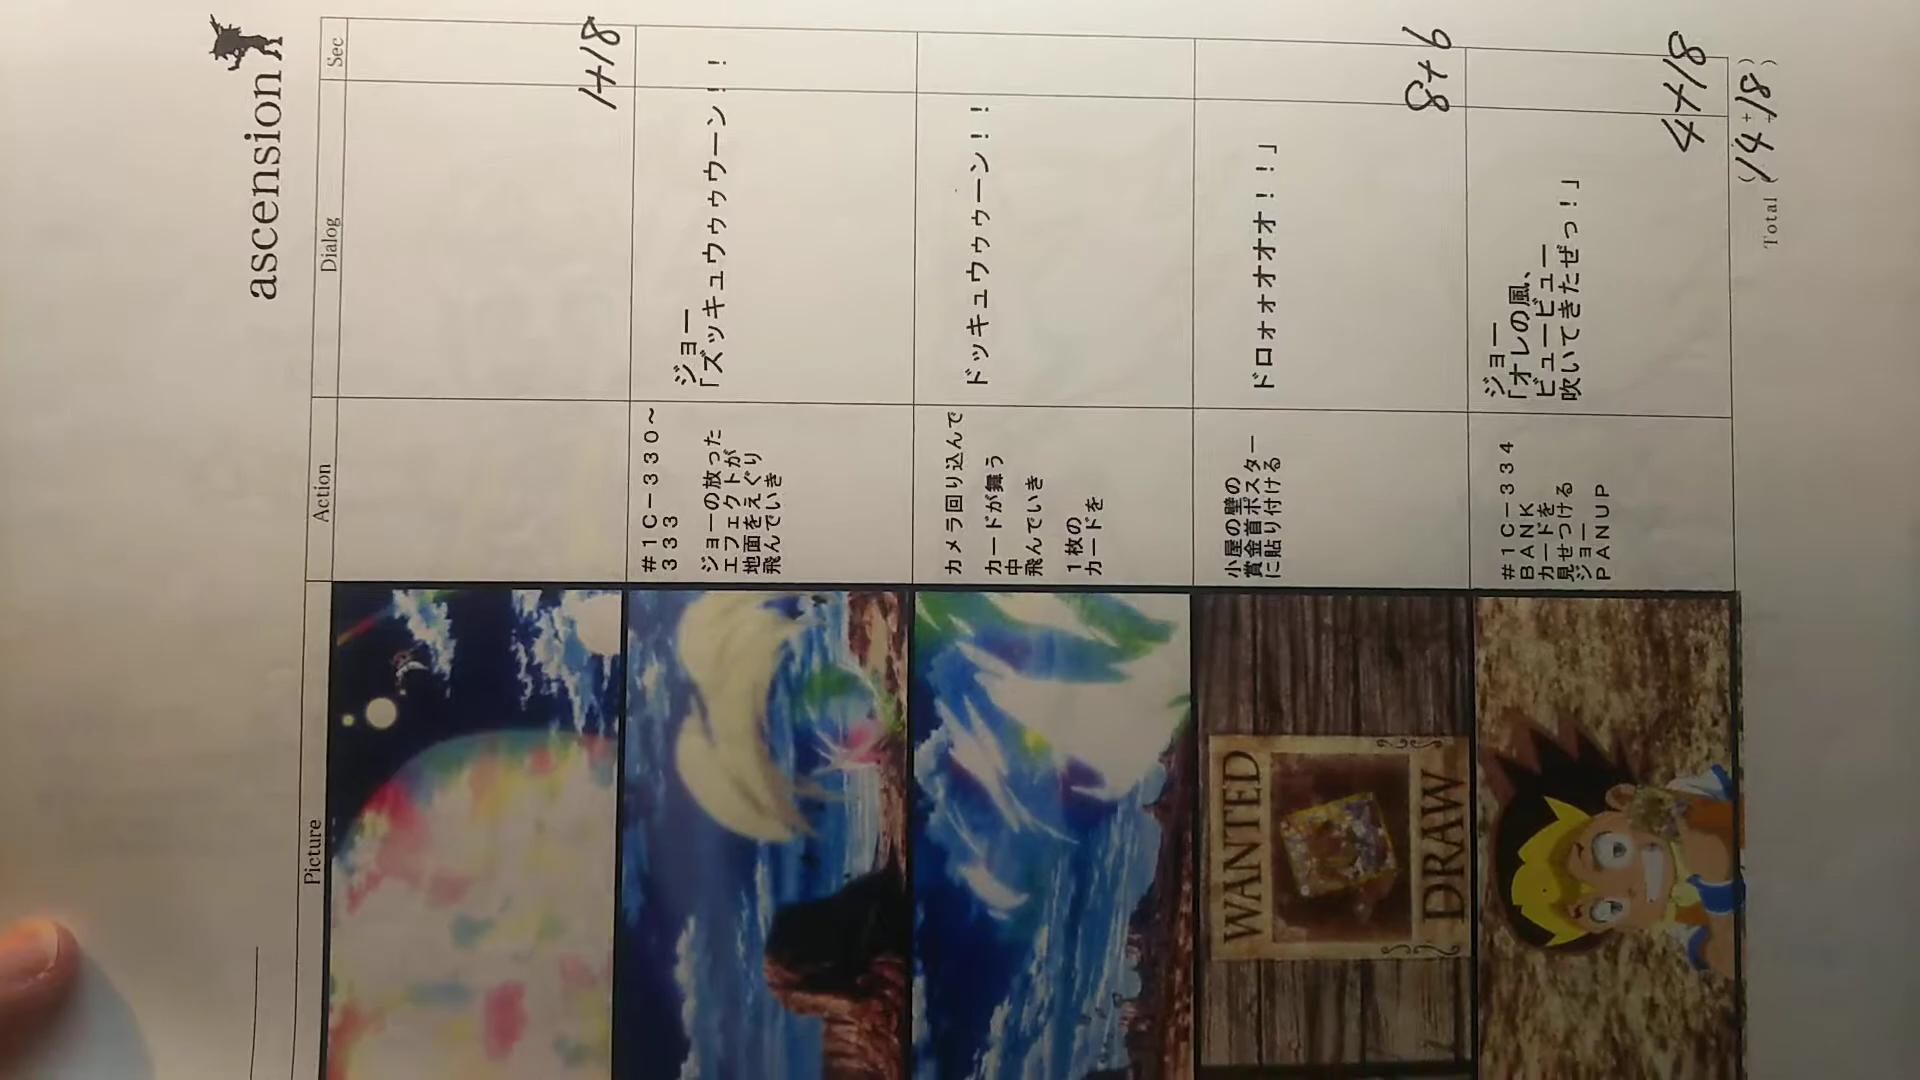 ascension
Picture
Action
Dialog
Sec
1+18
#1C-330～
333
ジョーの放った
エフェクトが
地面をえぐり
飛んでいき
ジョー
「ズッキュウゥゥウーン！！
カメラ回り込んで
カードが舞う
中
飛んでいき
1枚の
カードを
ドッキュウゥゥーン！！
WANTED
DRAW
小屋の壁の
賞金首ポスター
に貼り付ける
ドロォォオオオ！！」
8+6
#1C-334
BANK
カードを
見せつける
ジョー
PANUP
ジョー
「オレの風、
ビュービュー
吹いてきたぜっ！」
4+18
Total ( 14+18 )
( + )